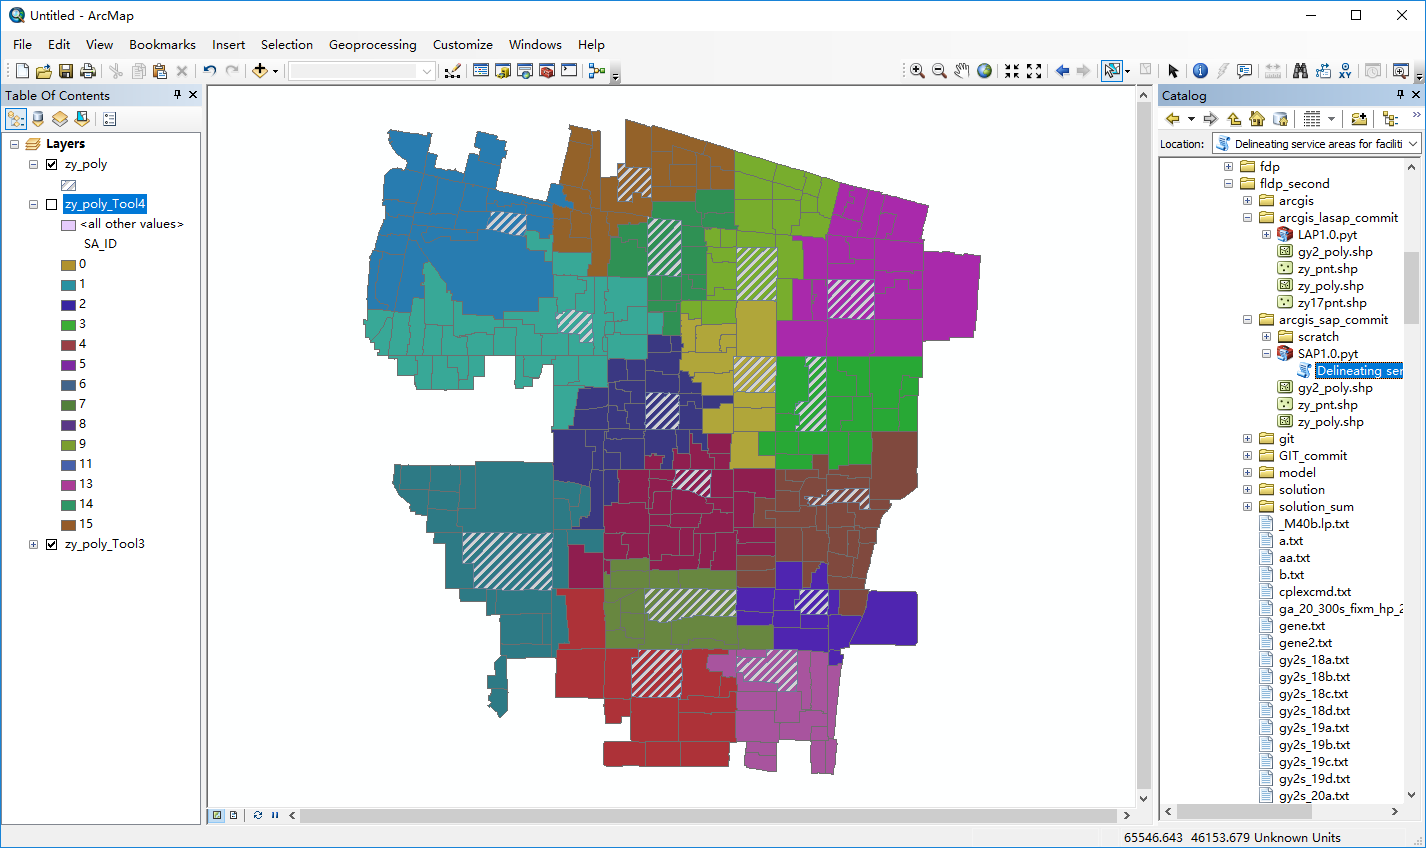 Untitled - ArcMap
File Edit View Bookmarks Insert Selection Geoprocessing Customize Windows Help
Table Of Contents
Layers
zy_poly
zy_poly_Tool4
<all other values>
SA_ID
0
1
2
3
4
5
6
7
8
9
11
13
14
15
zy_poly_Tool3
Catalog
Location: Delineating service areas for faciliti
fdp
fldp_second
arcgis
arcgis_lasap_commit
LAP1.0.pyt
gy2_poly.shp
zy_pnt.shp
zy_poly.shp
zy17pnt.shp
arcgis_sap_commit
scratch
SAP1.0.pyt
Delineating ser
gy2_poly.shp
zy_pnt.shp
zy_poly.shp
git
GIT_commit
model
solution
solution_sum
_M40b.lp.txt
a.txt
aa.txt
b.txt
cplexcmd.txt
ga_20_300s_fixm_hp_2
gene.txt
gene2.txt
gy2s_18a.txt
gy2s_18b.txt
gy2s_18c.txt
gy2s_18d.txt
gy2s_19a.txt
gy2s_19b.txt
gy2s_19c.txt
gy2s_19d.txt
gy2s_20a.txt
65546.643 46153.679 Unknown Units